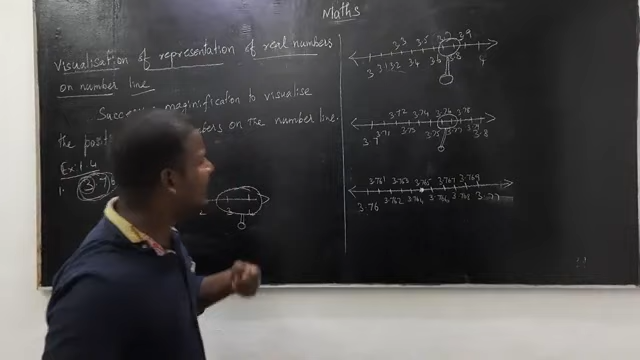 Maths
Visualisation of representation of real numbers
on number line
magnification to visualise
the numbers on the number line.
Ex:1.4
1. 3.7
3
3.3 3.5 3.7 3.9
3 3.1 3.2 3.4 3.6 3.8 4
3.72 3.74 3.76 3.78
3.7 3.71 3.73 3.75 3.77 3.79 3.8
3.761 3.763 3.765 3.767 3.769
3.76 3.762 3.764 3.766 3.768 3.77